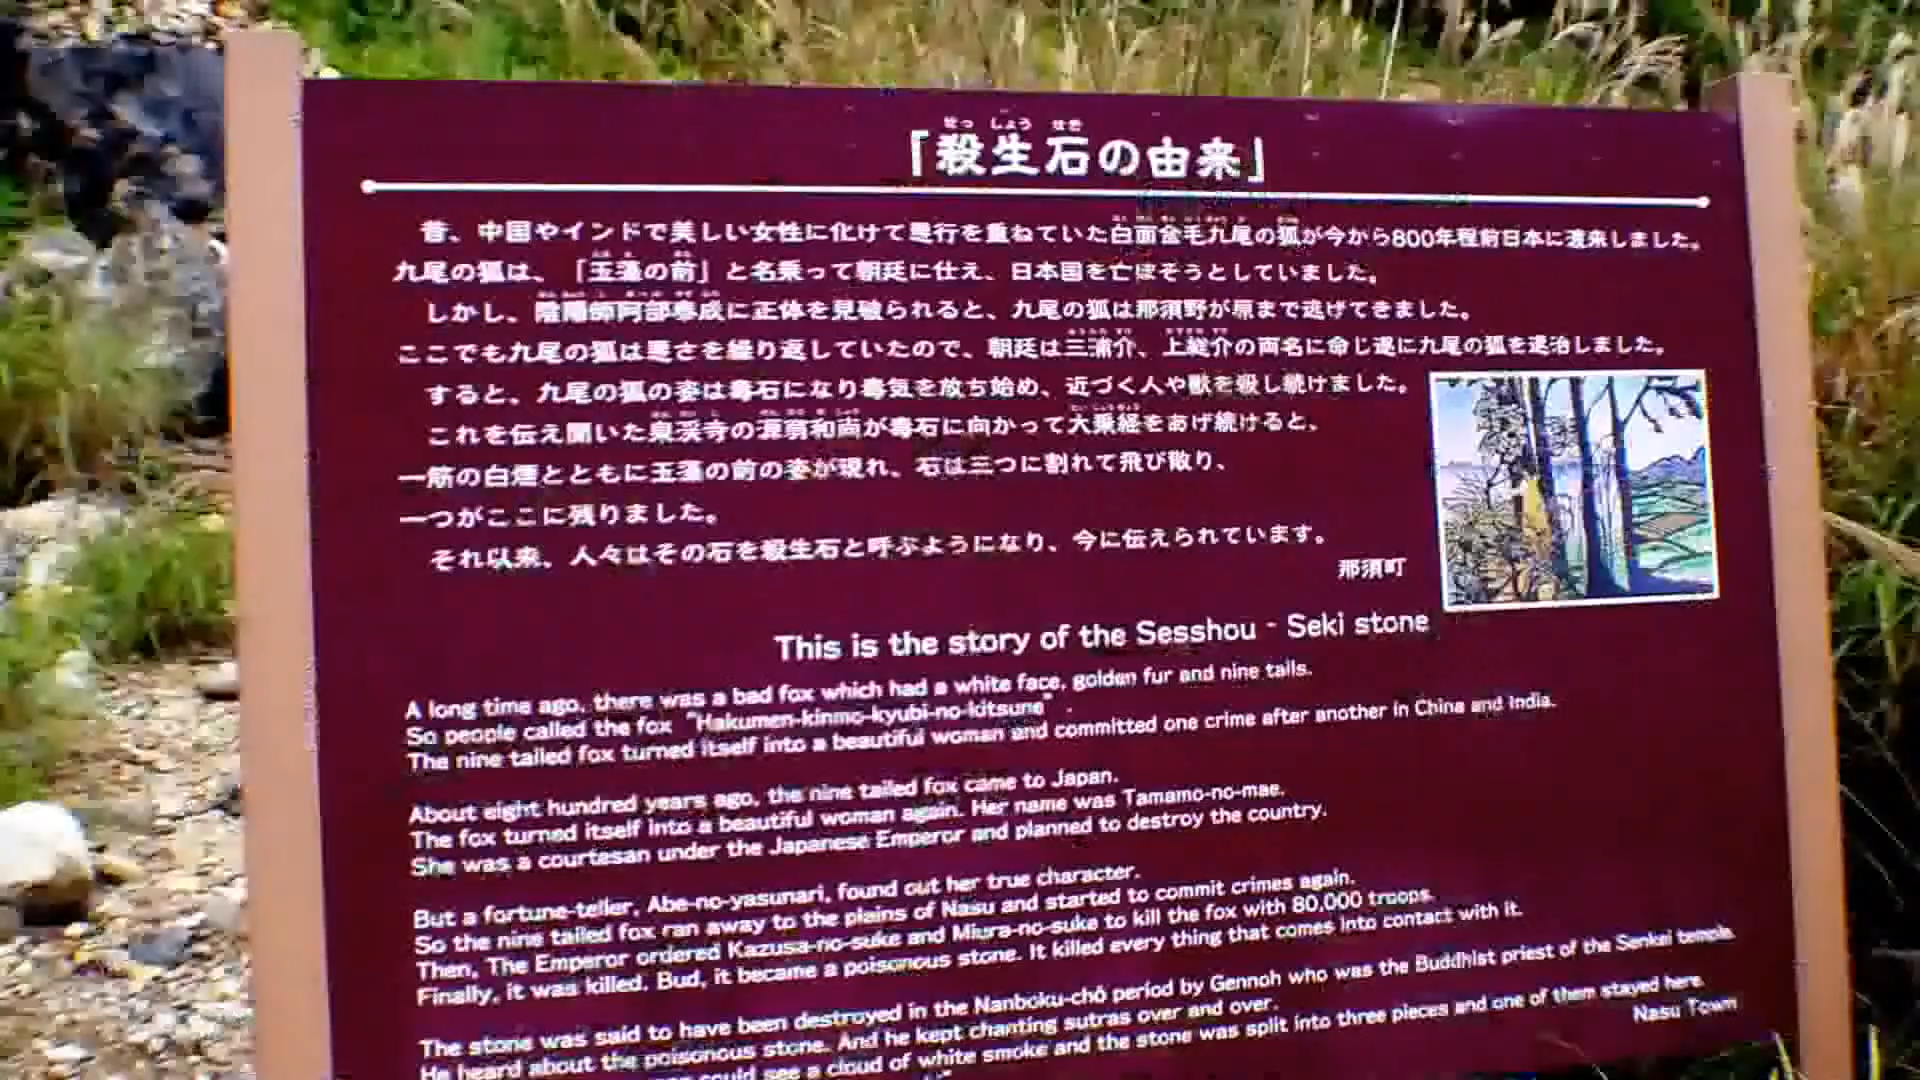 せっ しょう せき
「殺生石の由来」
昔、中国やインドで美しい女性に化けて悪行を重ねていた白面金毛九尾の狐が今から800年程前日本に渡来しました。
九尾の狐は、「玉藻の前」と名乗って朝廷に仕え、日本国を亡ぼそうとしていました。
しかし、陰陽師阿部泰成に正体を見破られると、九尾の狐は那須野が原まで逃げてきました。
ここでも九尾の狐は悪さを繰り返していたので、朝廷は三浦介、上総介の両名に命じ遂に九尾の狐を退治しました。
すると、九尾の狐の姿は毒石になり毒気を放ち始め、近づく人や獣を殺し続けました。
これを伝え聞いた泉渓寺の源翁和尚が毒石に向かって大乗経をあげ続けると、
一筋の白煙とともに玉藻の前の姿が現れ、石は三つに割れて飛び散り、
一つがここに残りました。
それ以来、人々はその石を殺生石と呼ぶようになり、今に伝えられています。
那須町
This is the story of the Sesshou - Seki stone
A long time ago, there was a bad fox which had a white face, golden fur and nine tails.
So people called the fox "Hakumen-kinmo-kyubi-no-kitsune".
The nine tailed fox turned itself into a beautiful woman and committed one crime after another in China and India.
About eight hundred years ago, the nine tailed fox came to Japan.
The fox turned itself into a beautiful woman again. Her name was Tamamo-no-mae.
She was a courtesan under the Japanese Emperor and planned to destroy the country.
But a fortune-teller, Abe-no-yasunari, found out her true character.
So the nine tailed fox ran away to the plains of Nasu and started to commit crimes again.
Then, The Emperor ordered Kazusa-no-suke and Miura-no-suke to kill the fox with 80,000 troops.
Finally, it was killed. Bud, it became a poisonous stone. It killed every thing that comes into contact with it.
The stone was said to have been destroyed in the Nanboku-chô period by Gennoh who was the Buddhist priest of the Senkei temple.
He heard about the poisonous stone. And he kept chanting sutras over and over.
could see a cloud of white smoke and the stone was split into three pieces and one of them stayed here.
Nasu Town